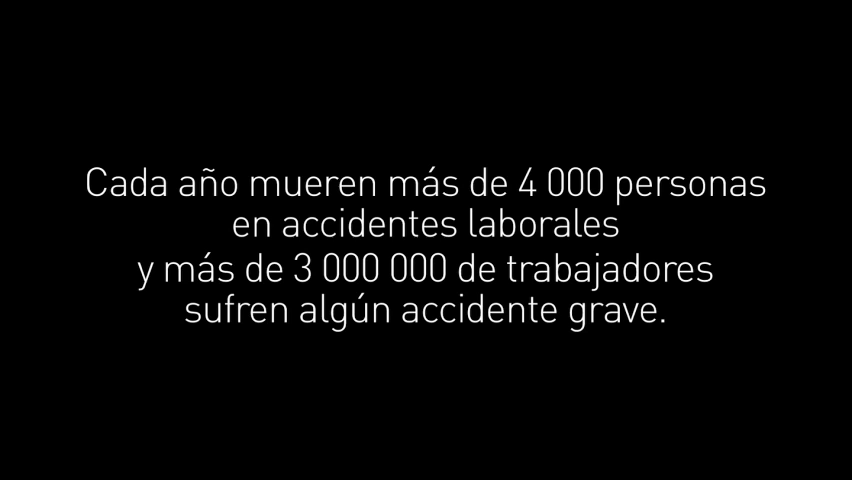 Cada año mueren más de 4 000 personas
en accidentes laborales
y más de 3 000 000 de trabajadores
sufren algún accidente grave.